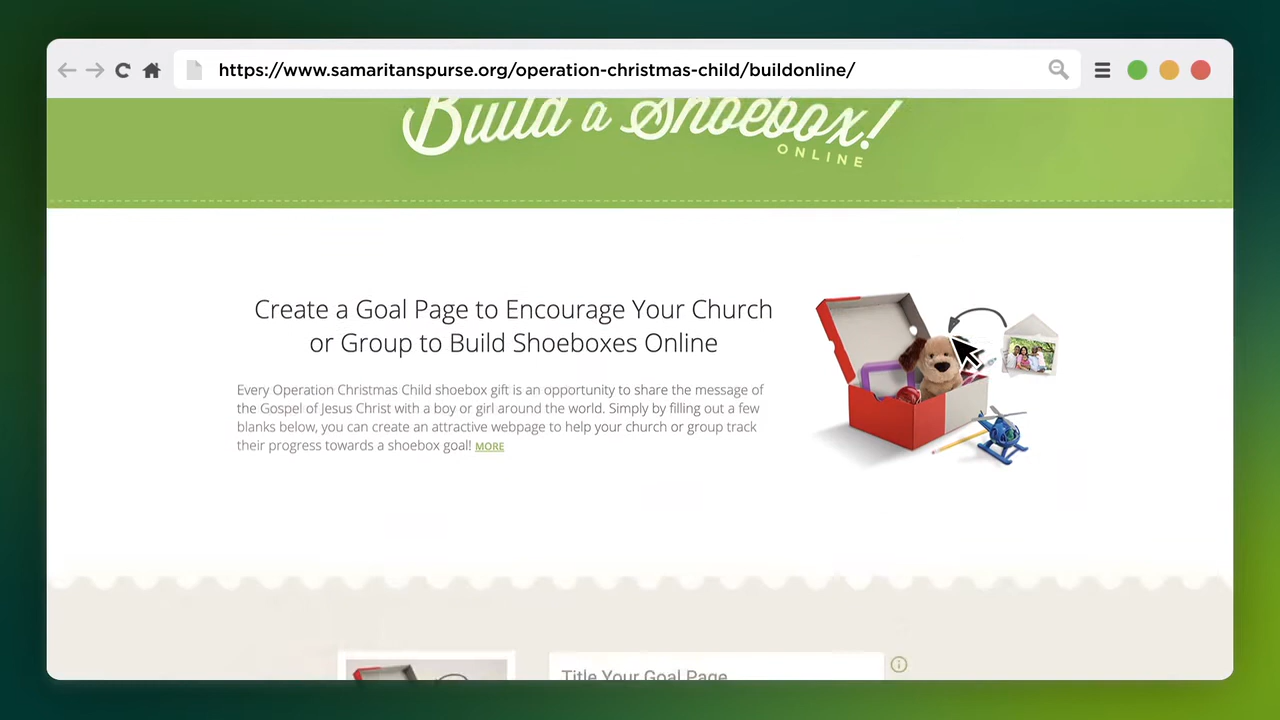 https://www.samaritanspurse.org/operation-christmas-child/buildonline/
Build a Shoebox!
ONLINE
Create a Goal Page to Encourage Your Church
or Group to Build Shoeboxes Online
Every Operation Christmas Child shoebox gift is an opportunity to share the message of
the Gospel of Jesus Christ with a boy or girl around the world. Simply by filling out a few
blanks below, you can create an attractive webpage to help your church or group track
their progress towards a shoebox goal! MORE
Title Your Goal Page